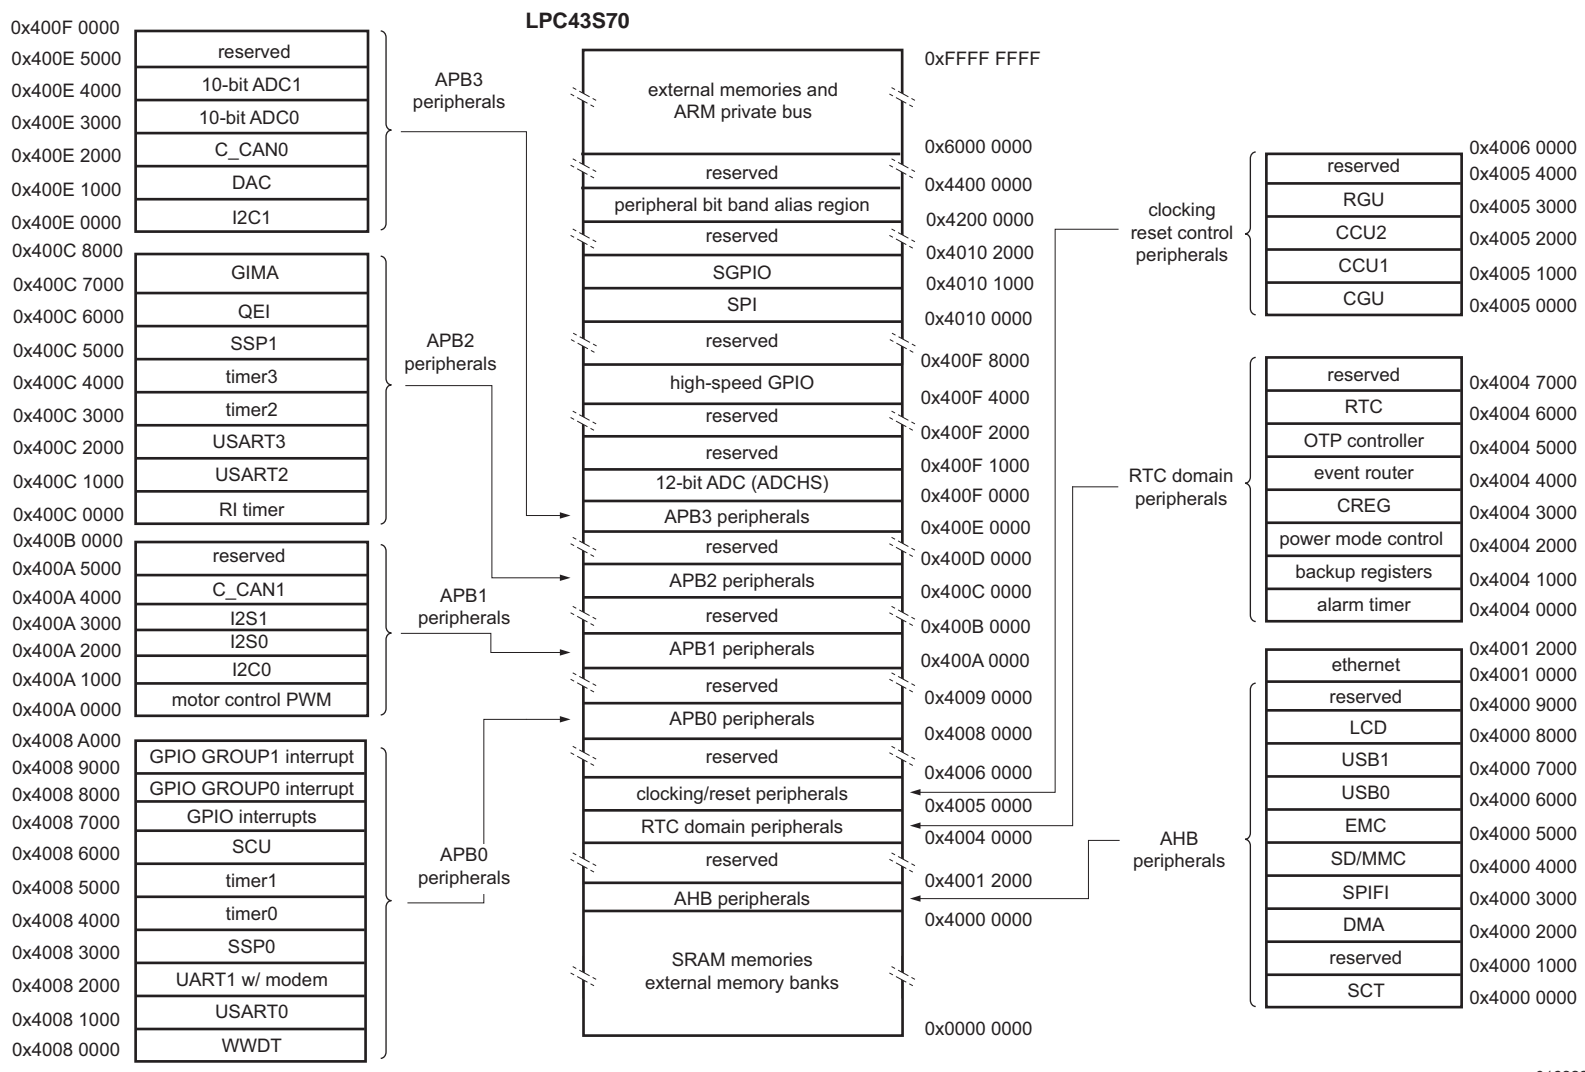 LPC43S70
0x400F 0000
reserved
0x400E 5000
10-bit ADC1
0x400E 4000
10-bit ADC0
0x400E 3000
C_CAN0
0x400E 2000
DAC
0x400E 1000
I2C1
0x400E 0000
APB3
peripherals
0x400C 8000
GIMA
0x400C 7000
QEI
0x400C 6000
SSP1
0x400C 5000
timer3
0x400C 4000
timer2
0x400C 3000
USART3
0x400C 2000
USART2
0x400C 1000
RI timer
0x400C 0000
APB2
peripherals
0x400B 0000
reserved
0x400A 5000
C_CAN1
0x400A 4000
I2S1
0x400A 3000
I2S0
0x400A 2000
I2C0
0x400A 1000
motor control PWM
0x400A 0000
APB1
peripherals
0x4008 A000
GPIO GROUP1 interrupt
0x4008 9000
GPIO GROUP0 interrupt
0x4008 8000
GPIO interrupts
0x4008 7000
SCU
0x4008 6000
timer1
0x4008 5000
timer0
0x4008 4000
SSP0
0x4008 3000
UART1 w/ modem
0x4008 2000
USART0
0x4008 1000
WWDT
0x4008 0000
APB0
peripherals
0xFFFF FFFF
external memories and
ARM private bus
0x6000 0000
reserved
0x4400 0000
peripheral bit band alias region
0x4200 0000
reserved
0x4010 2000
SGPIO
0x4010 1000
SPI
0x4010 0000
reserved
0x400F 8000
high-speed GPIO
0x400F 4000
reserved
0x400F 2000
reserved
0x400F 1000
12-bit ADC (ADCHS)
0x400F 0000
APB3 peripherals
0x400E 0000
reserved
0x400D 0000
APB2 peripherals
0x400C 0000
reserved
0x400B 0000
APB1 peripherals
0x400A 0000
reserved
0x4009 0000
APB0 peripherals
0x4008 0000
reserved
0x4006 0000
clocking/reset peripherals
0x4005 0000
RTC domain peripherals
0x4004 0000
reserved
0x4001 2000
AHB peripherals
0x4000 0000
SRAM memories
external memory banks
0x0000 0000
clocking
reset control
peripherals
0x4006 0000
reserved
0x4005 4000
RGU
0x4005 3000
CCU2
0x4005 2000
CCU1
0x4005 1000
CGU
0x4005 0000
RTC domain
peripherals
reserved
0x4004 7000
RTC
0x4004 6000
OTP controller
0x4004 5000
event router
0x4004 4000
CREG
0x4004 3000
power mode control
0x4004 2000
backup registers
0x4004 1000
alarm timer
0x4004 0000
AHB
peripherals
0x4001 2000
ethernet
0x4001 0000
reserved
0x4000 9000
LCD
0x4000 8000
USB1
0x4000 7000
USB0
0x4000 6000
EMC
0x4000 5000
SD/MMC
0x4000 4000
SPIFI
0x4000 3000
DMA
0x4000 2000
reserved
0x4000 1000
SCT
0x4000 0000